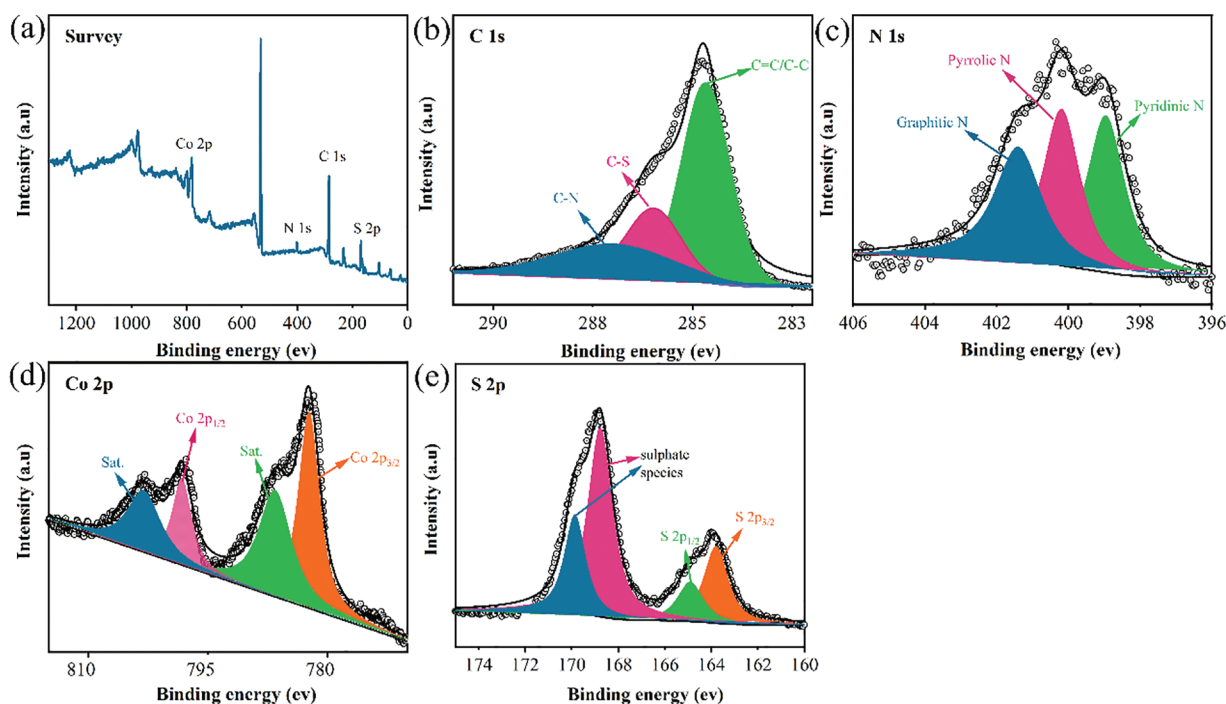 (a) Survey
Co 2p
C 1s
N 1s
S 2p
Intensity (a.u)
1200 1000 800 600 400 200 0
Binding energy (ev)
(b) C 1s
C=C/C-C
C-S
C-N
Intensity (a.u)
290 288 285 283
Binding energy (ev)
(c) N 1s
Pyrrolic N
Graphitic N
Pyridinic N
Intensity (a.u)
406 404 402 400 398 396
Binding energy (ev)
(d) Co 2p
Co 2p1/2
Sat.
Sat.
Co 2p3/2
Intensity (a.u)
810 795 780
Binding energy (ev)
(e) S 2p
sulphate
species
S 2p3/2
S 2p1/2
Intensity (a.u)
174 172 170 168 166 164 162 160
Binding energy (ev)